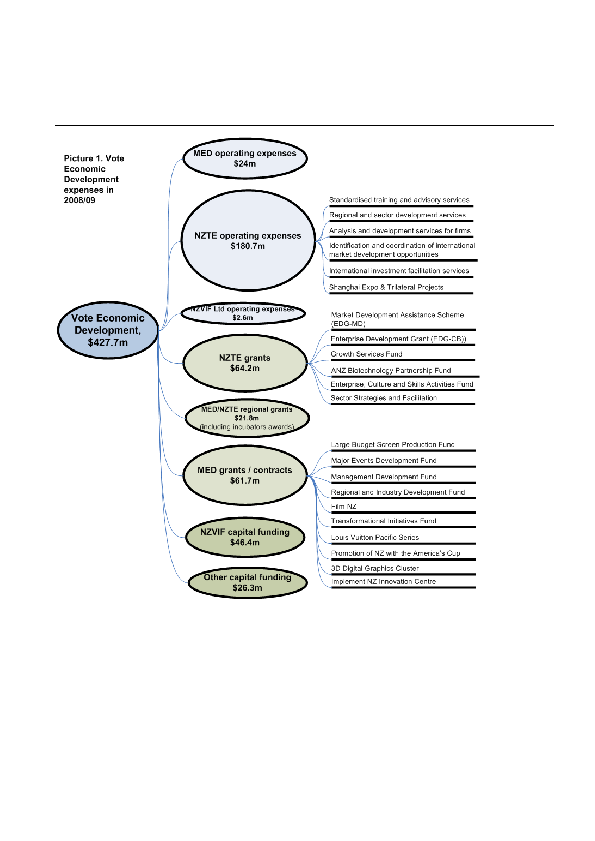 Picture 1. Vote
Economic
Development
expenses in
2008/09
Vote Economic
Development,
$427.7m
MED operating expenses
$24m
NZTE operating expenses
$180.7m
NZVIF Ltd operating expenses
$2.6m
NZTE grants
$64.2m
MED/NZTE regional grants
$21.8m
(including incubators awards)
MED grants / contracts
$61.7m
NZVIF capital funding
$46.4m
Other capital funding
$26.3m
Standardised training and advisory services
Regional and sector development services
Analysis and development services for firms
Identification and coordination of international
market development opportunities
International investment facilitation services
Shanghai Expo & Trilateral Projects
Market Development Assistance Scheme
(EDG-MD)
Enterprise Development Grant (EDG-CB))
Growth Services Fund
ANZ Biotechnology Partnership Fund
Enterprise, Culture and Skills Activities Fund
Sector Strategies and Facilitation
Large Budget Screen Production Fund
Major Events Development Fund
Management Development Fund
Regional and Industry Development Fund
Film NZ
Transformational Initiatives Fund
Louis Vuitton Pacific Series
Promotion of NZ with the America's Cup
3D Digital Graphics Cluster
Implement NZ Innovation Centre